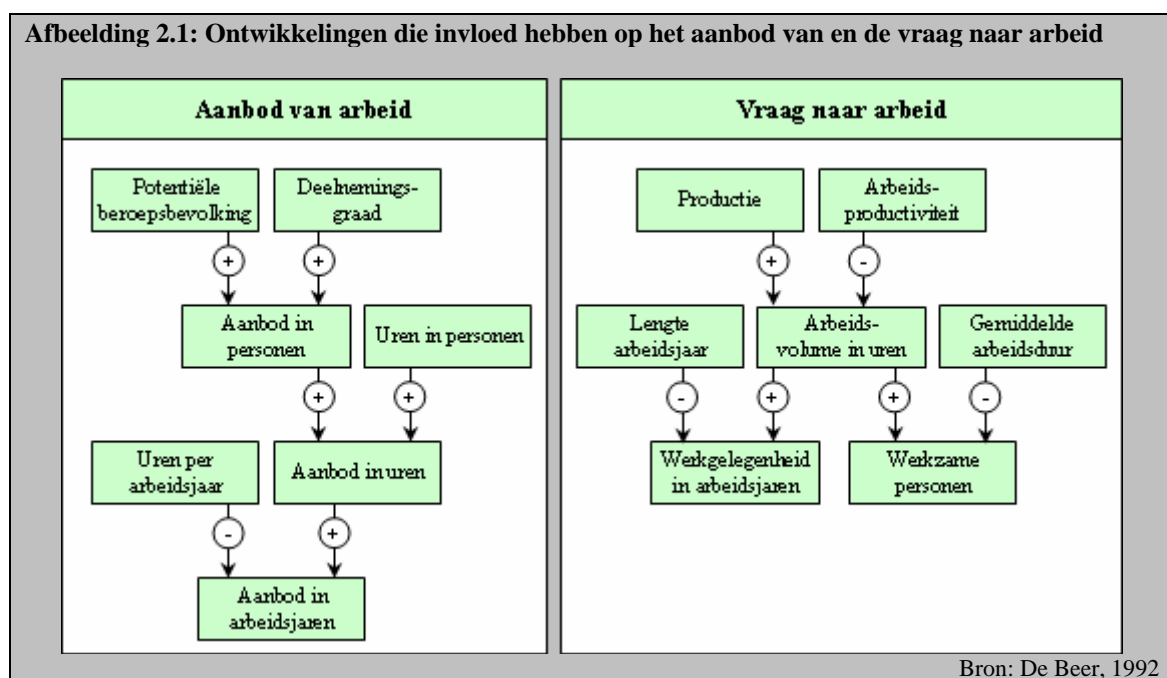 Afbeelding 2.1: Ontwikkelingen die invloed hebben op het aanbod van en de vraag naar arbeid
Aanbod van arbeid
Potentiële
beroepsbevolking
Deelnemings-
graad
+
+
Aanbod in
personen
Uren in personen
+
+
Uren per
arbeidsjaar
Aanbod in uren
-
+
Aanbod in
arbeidsjaren
Vraag naar arbeid
Productie
Arbeids-
productiviteit
+
-
Lengte
arbeidsjaar
Arbeids-
volume in uren
Gemiddelde
arbeidsduur
-
+
+
-
Werkgelegenheid
in arbeidsjaren
Werkzame
personen
Bron: De Beer, 1992